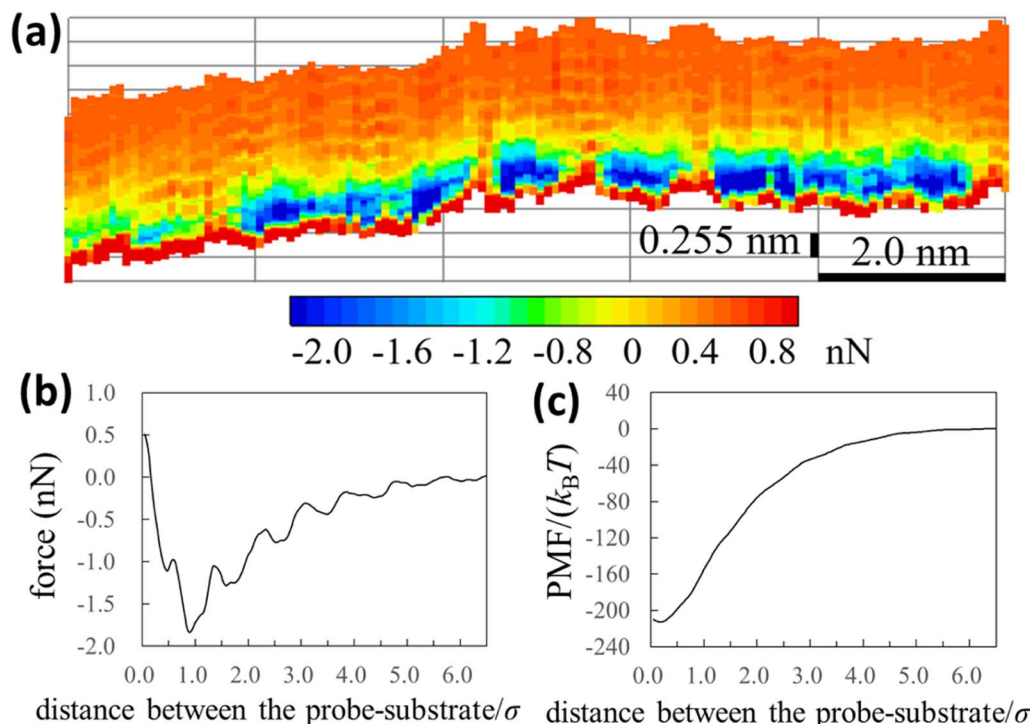 (a)
0.255 nm
2.0 nm
-2.0 -1.6 -1.2 -0.8 0 0.4 0.8 nN
(b)
1.0
0.5
0.0
-0.5
-1.0
-1.5
-2.0
force (nN)
0.0 1.0 2.0 3.0 4.0 5.0 6.0
distance between the probe-substrate/σ
(c)
40
0
-40
-80
-120
-160
-200
-240
PMF/(kBT)
0.0 1.0 2.0 3.0 4.0 5.0 6.0
distance between the probe-substrate/σ